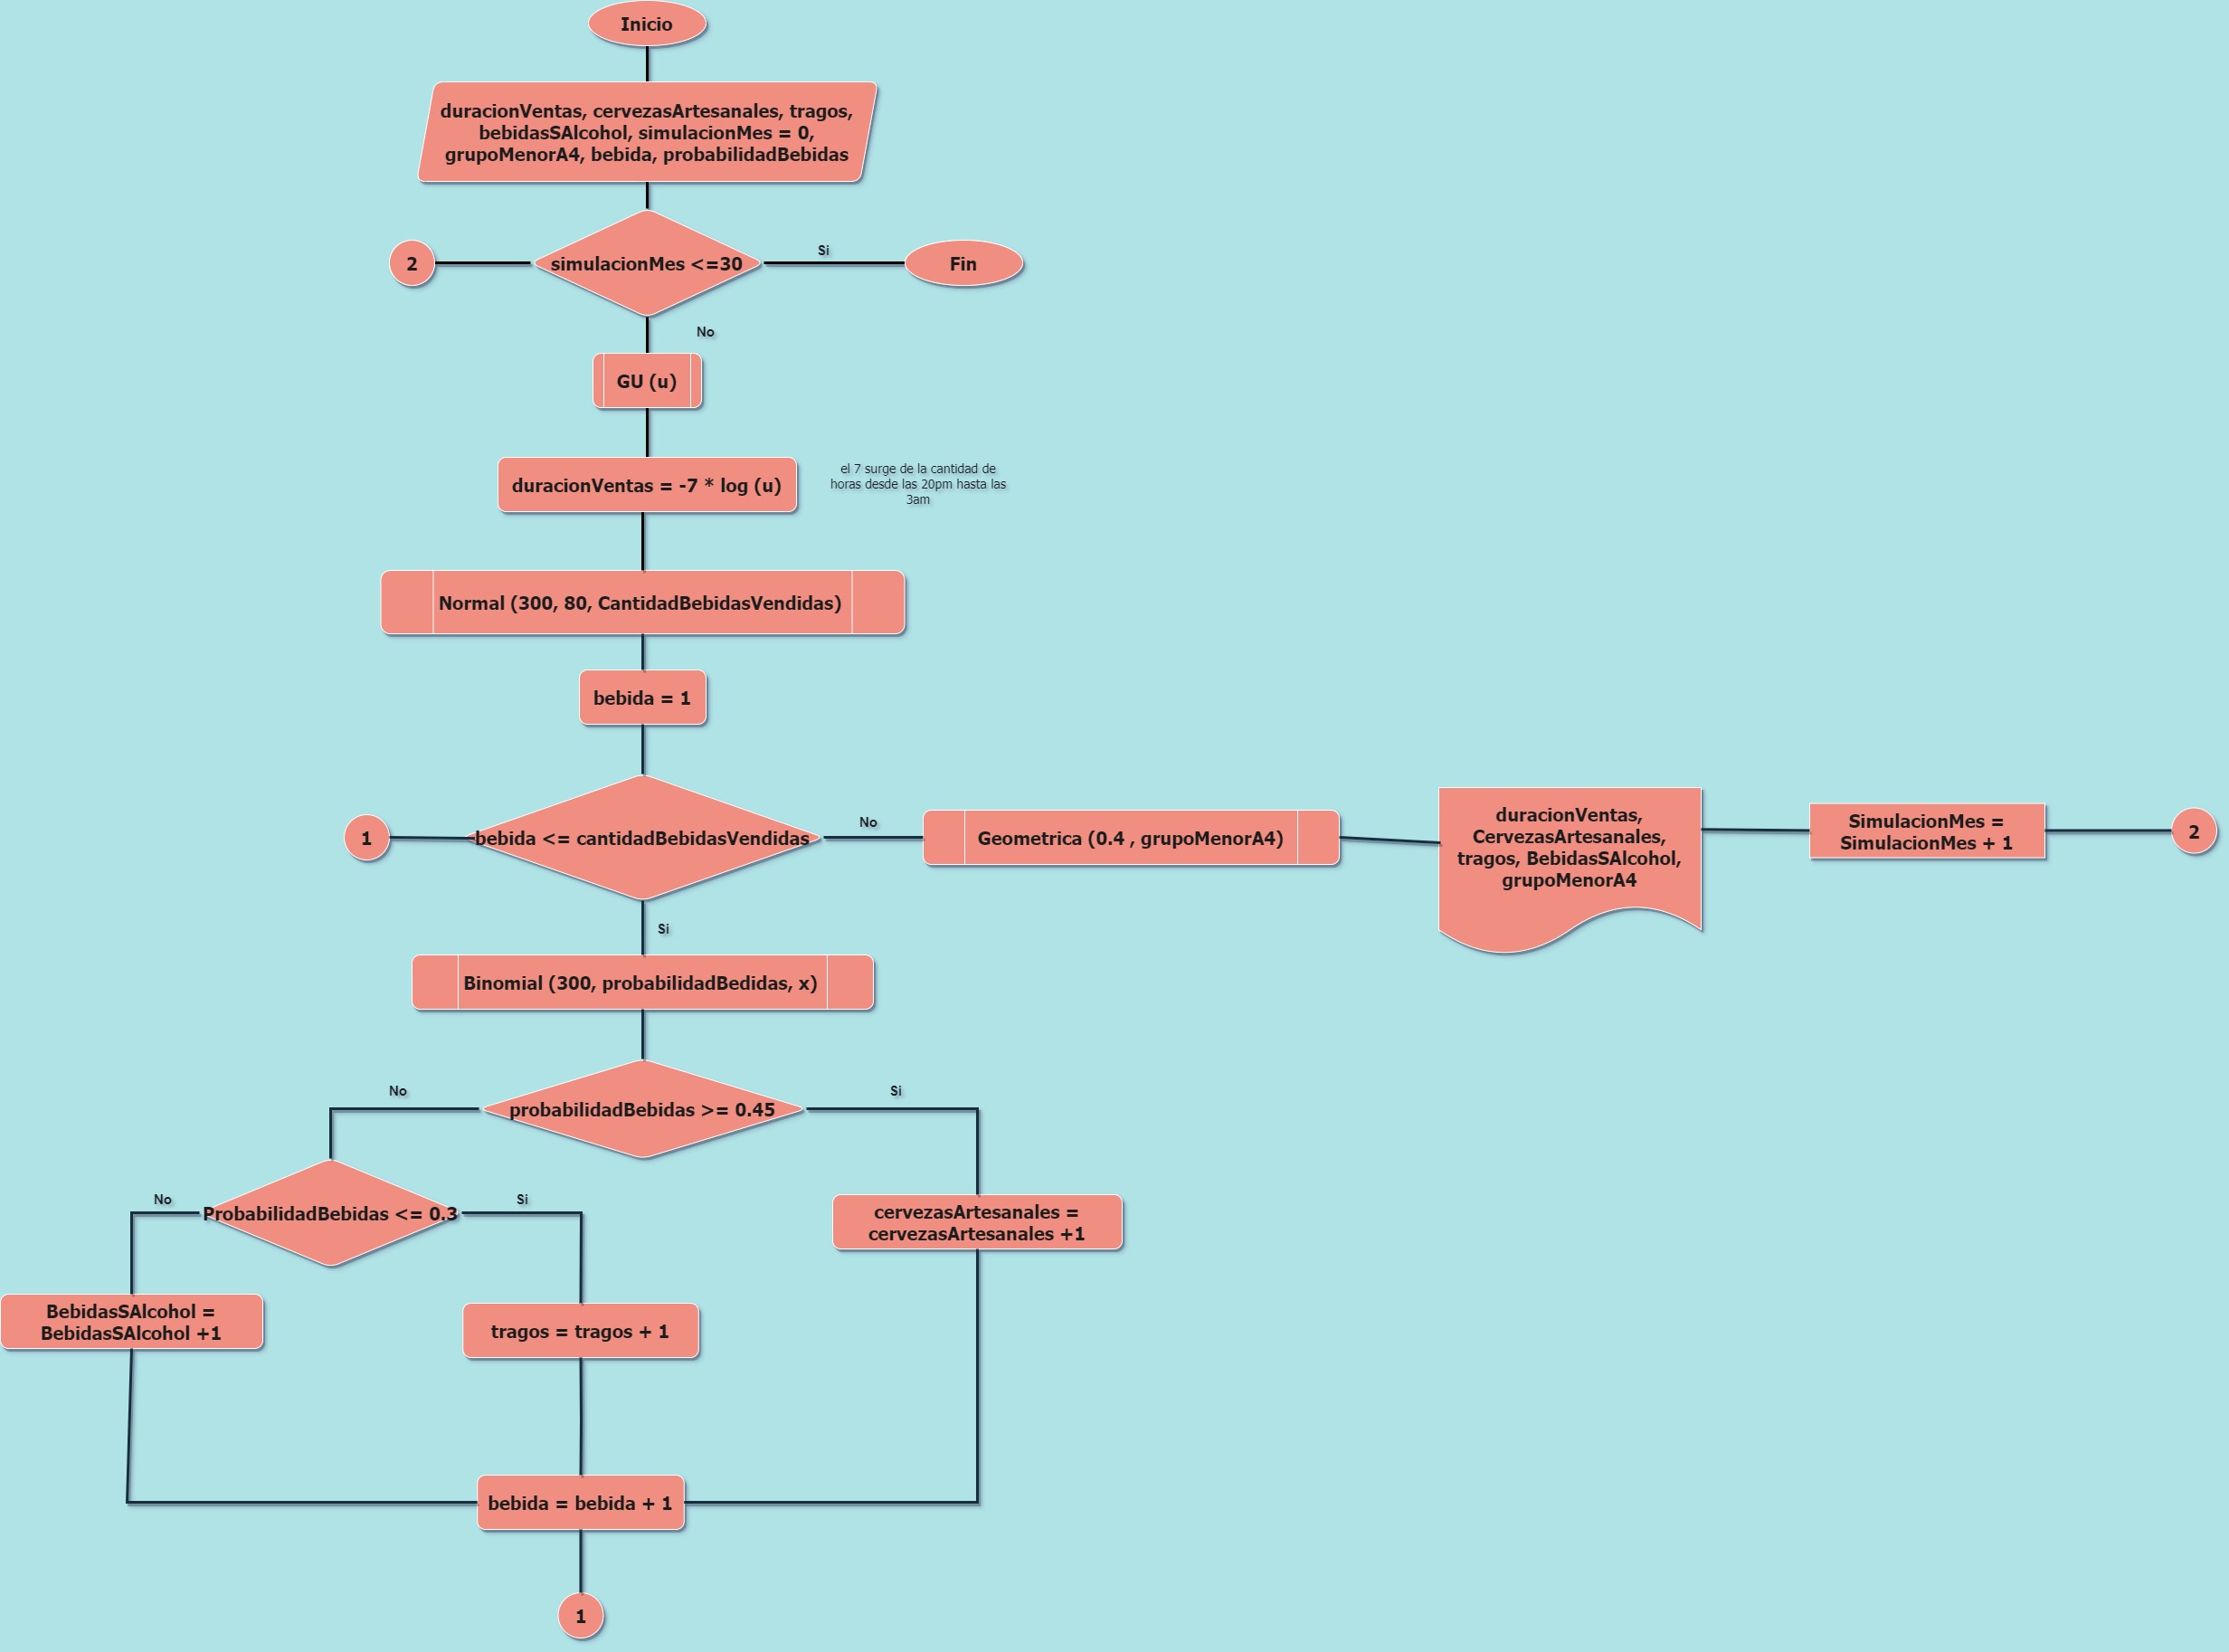 Inicio
duracionVentas, cervezasArtesanales, tragos,
bebidasSAlcohol, simulacionMes = 0,
grupoMenorA4, bebida, probabilidadBebidas
2
simulacionMes <=30
Si
Fin
No
GU (u)
duracionVentas = -7 * log (u)
el 7 surge de la cantidad de
horas desde las 20pm hasta las
3am
Normal (300, 80, CantidadBebidasVendidas)
bebida = 1
1
bebida <= cantidadBebidasVendidas
No
Geometrica (0.4 , grupoMenorA4)
duracionVentas,
CervezasArtesanales,
tragos, BebidasSAlcohol,
grupoMenorA4
SimulacionMes =
SimulacionMes + 1
2
Si
Binomial (300, probabilidadBedidas, x)
No
probabilidadBebidas >= 0.45
Si
No
ProbabilidadBebidas <= 0.3
Si
cervezasArtesanales =
cervezasArtesanales +1
BebidasSAlcohol =
BebidasSAlcohol +1
tragos = tragos + 1
bebida = bebida + 1
1